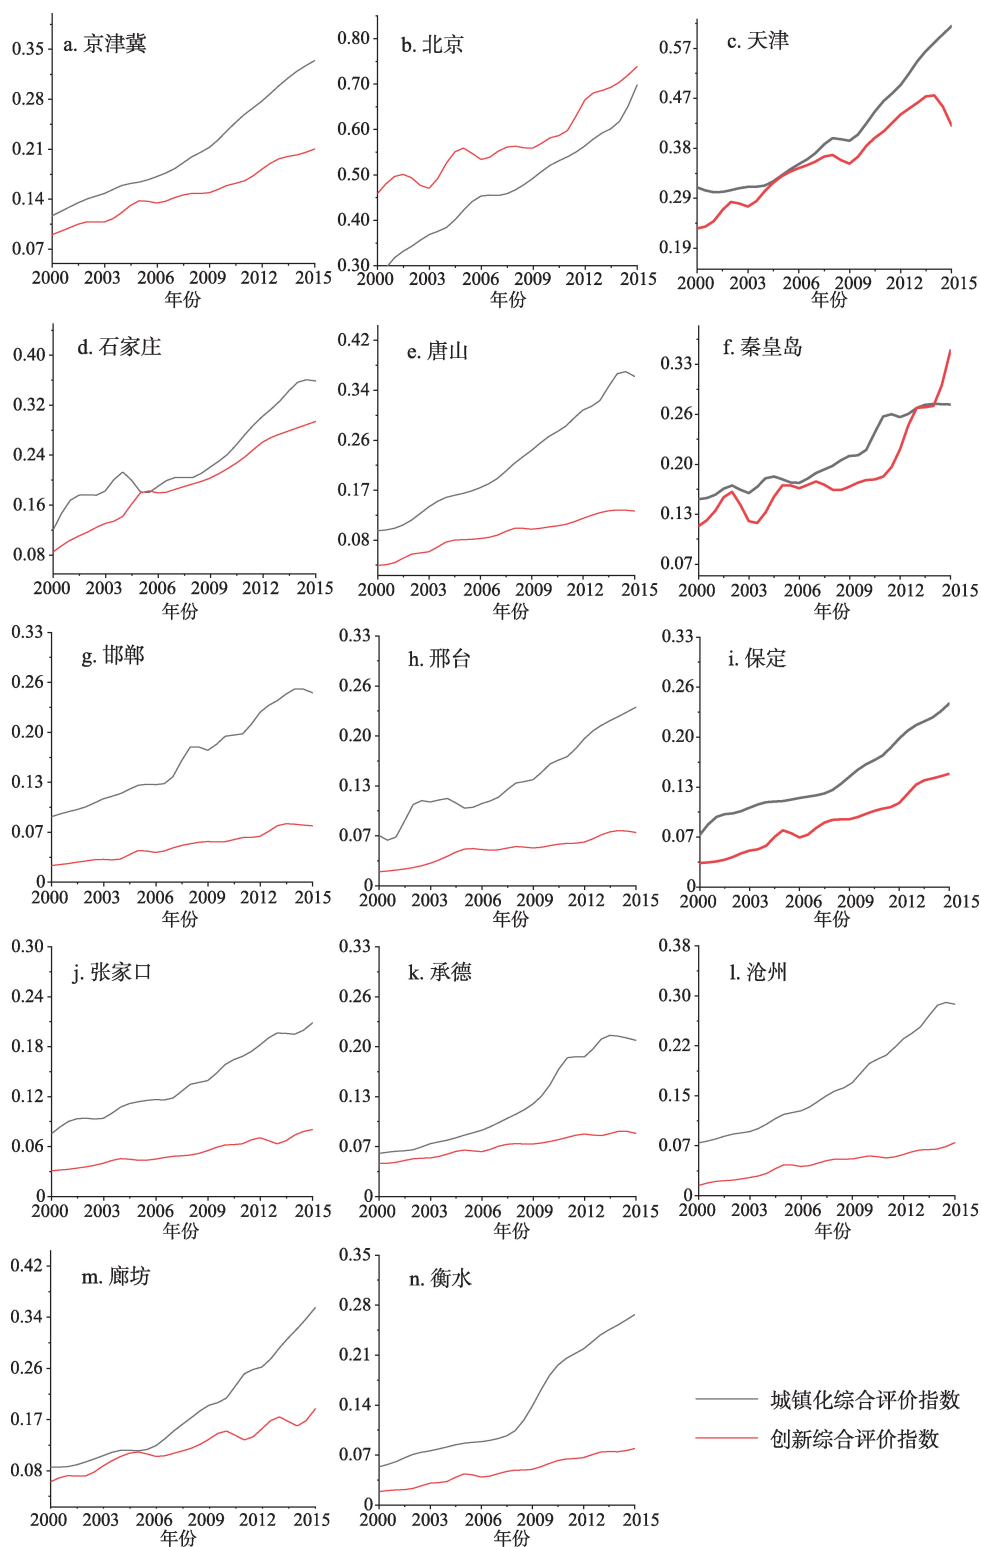 a. 京津冀
0.35
0.28
0.21
0.14
0.07
2000 2003 2006 2009 2012 2015
年份
b. 北京
0.80
0.70
0.60
0.50
0.40
0.30
2000 2003 2006 2009 2012 2015
年份
c. 天津
0.57
0.47
0.38
0.29
0.19
2000 2003 2006 2009 2012 2015
年份
d. 石家庄
0.40
0.32
0.24
0.16
0.08
2000 2003 2006 2009 2012 2015
年份
e. 唐山
0.42
0.34
0.26
0.17
0.08
2000 2003 2006 2009 2012 2015
年份
f. 秦皇岛
0.33
0.26
0.20
0.13
0.07
2000 2003 2006 2009 2012 2015
年份
g. 邯郸
0.33
0.26
0.20
0.13
0.07
0
2000 2003 2006 2009 2012 2015
年份
h. 邢台
0.33
0.26
0.20
0.13
0.07
0
2000 2003 2006 2009 2012 2015
年份
i. 保定
0.33
0.26
0.20
0.13
0.07
0
2000 2003 2006 2009 2012 2015
年份
j. 张家口
0.30
0.24
0.18
0.12
0.06
0
2000 2003 2006 2009 2012 2015
年份
k. 承德
0.33
0.26
0.20
0.13
0.07
0
2000 2003 2006 2009 2012 2015
年份
l. 沧州
0.38
0.30
0.22
0.15
0.07
0
2000 2003 2006 2009 2012 2015
年份
m. 廊坊
0.42
0.34
0.26
0.17
0.08
2000 2003 2006 2009 2012 2015
年份
n. 衡水
0.35
0.28
0.21
0.14
0.07
0
2000 2003 2006 2009 2012 2015
年份
城镇化综合评价指数
创新综合评价指数